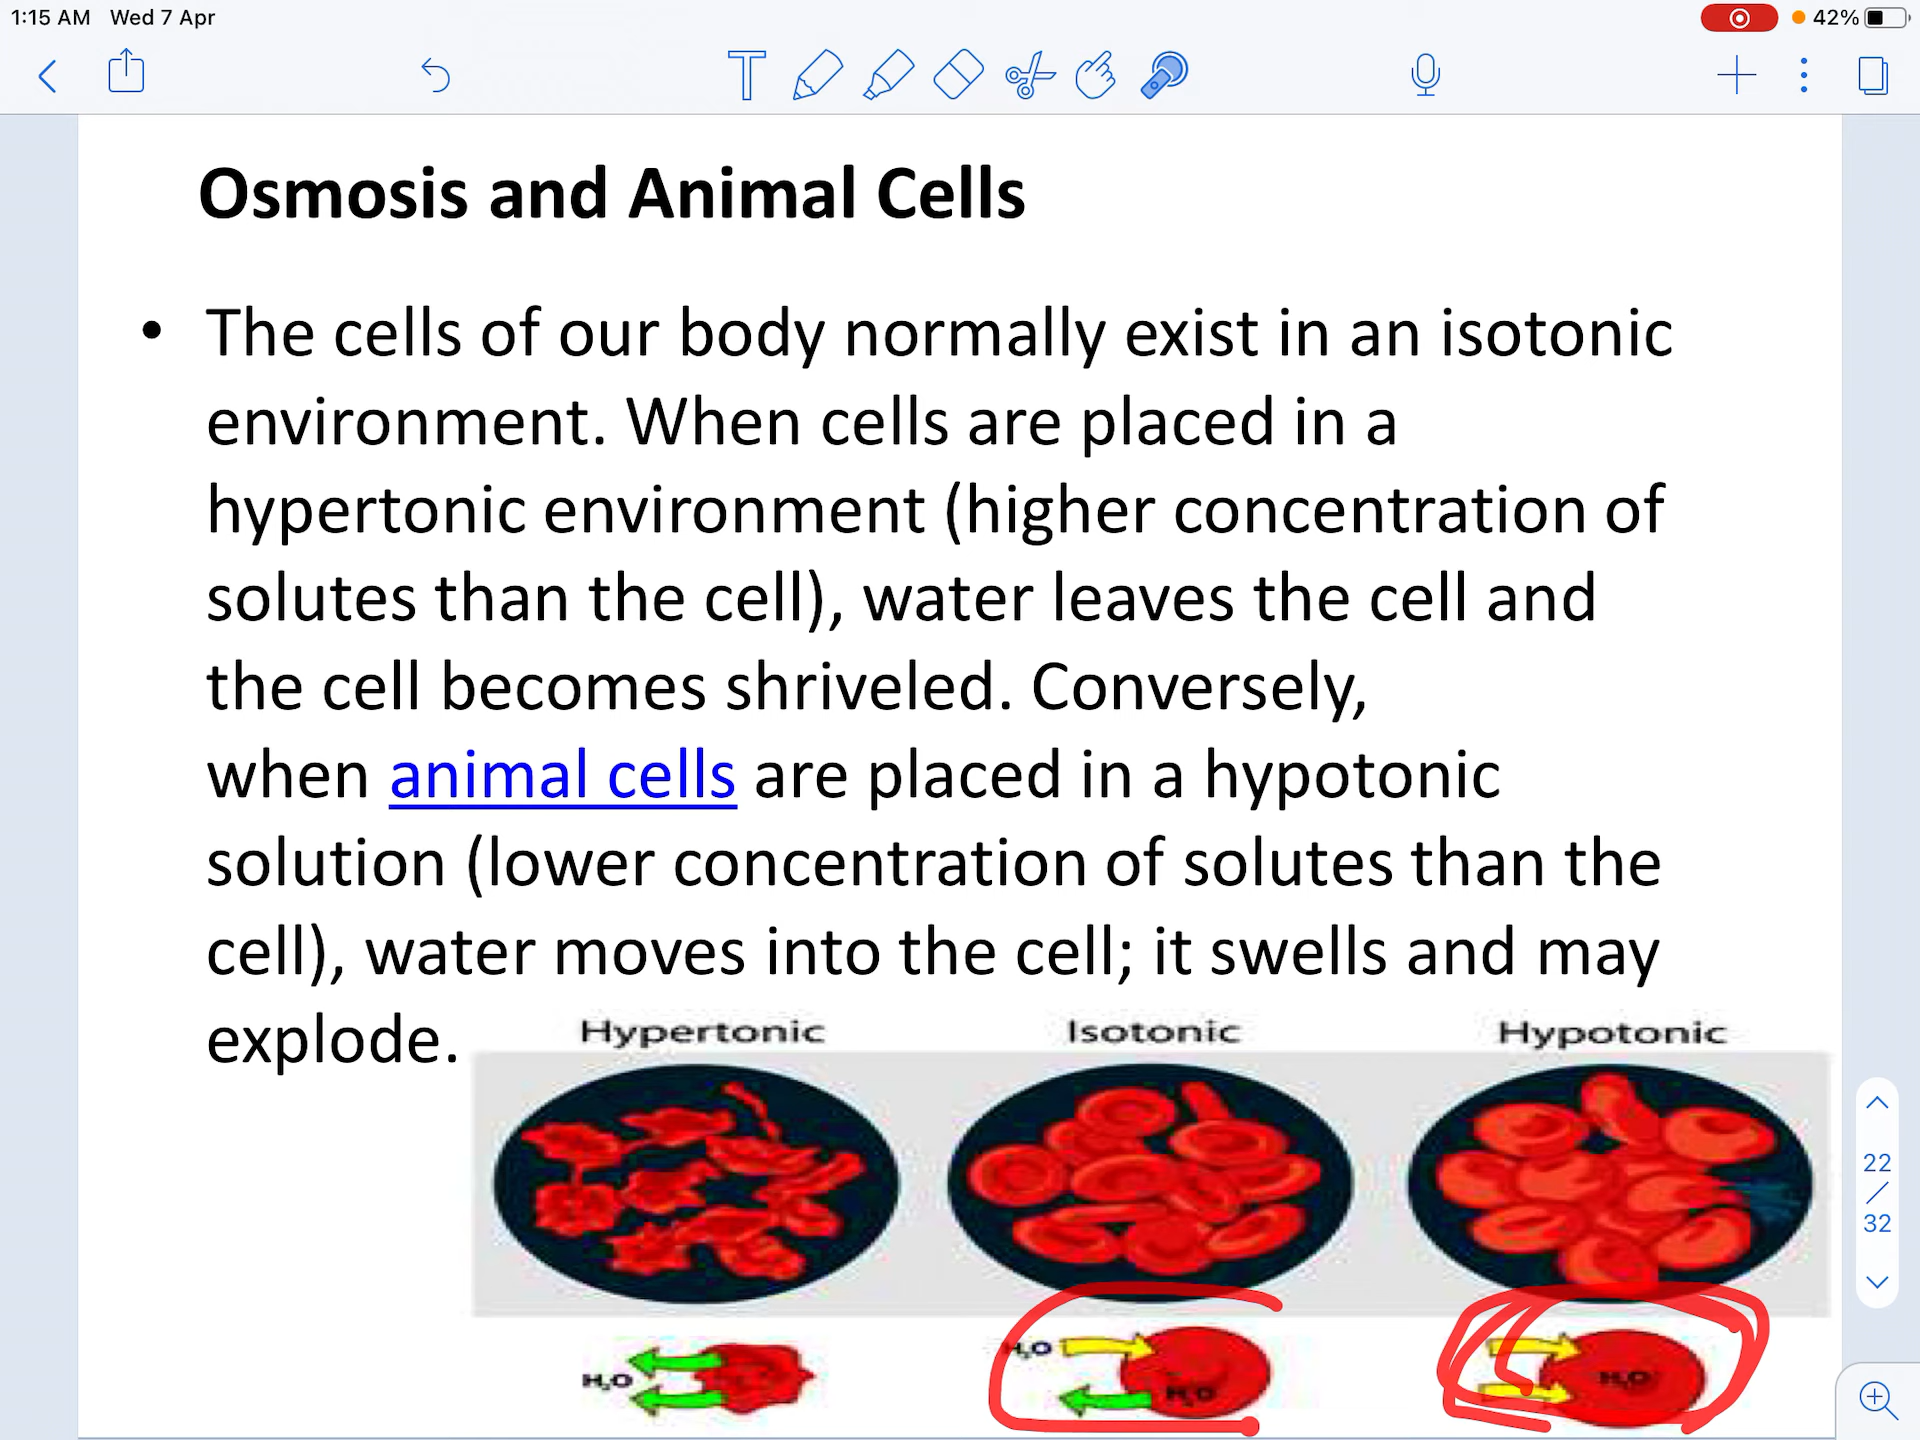 1:15 AM Wed 7 Apr
42%
Osmosis and Animal Cells
• The cells of our body normally exist in an isotonic
environment. When cells are placed in a
hypertonic environment (higher concentration of
solutes than the cell), water leaves the cell and
the cell becomes shriveled. Conversely,
when animal cells are placed in a hypotonic
solution (lower concentration of solutes than the
cell), water moves into the cell; it swells and may
explode.
Hypertonic Isotonic Hypotonic
22
/
32
H₂O H₂O H₂O H₂O